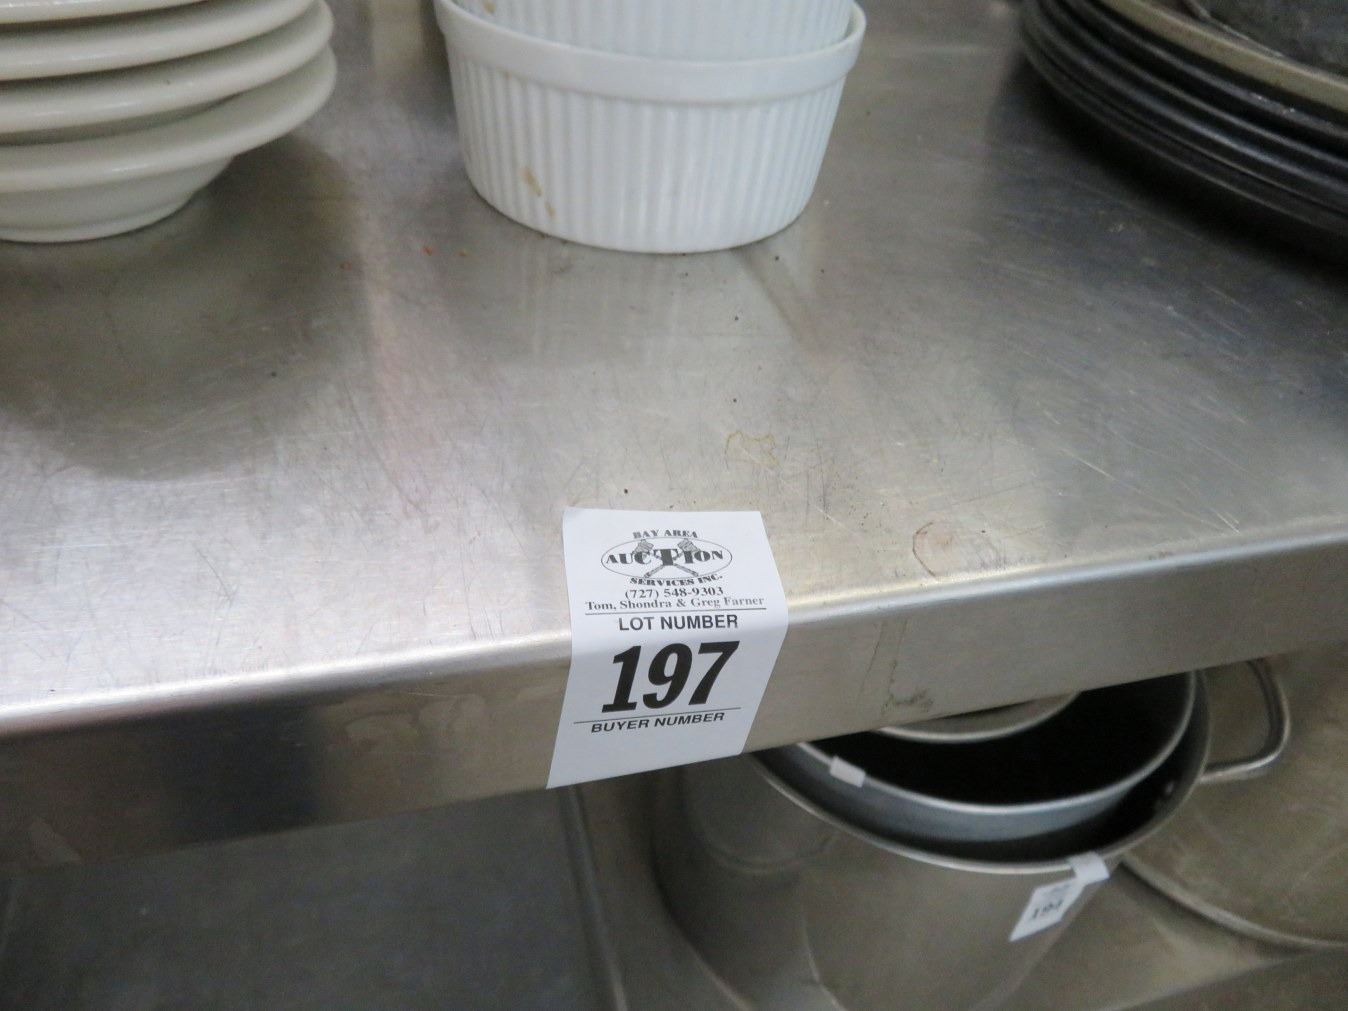 BAY AREA
AUCTION
SERVICES INC.
(727) 548-9303
Tom, Shondra & Greg Farner
LOT NUMBER
197
BUYER NUMBER